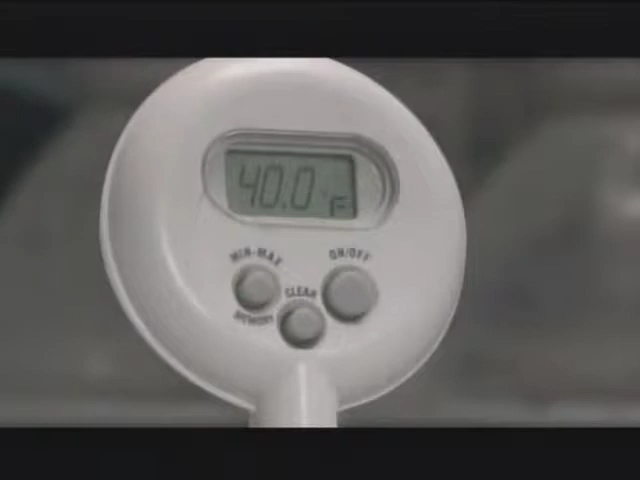 40.0 °F
MIN-MAX
ON/OFF
CLEAR
MEMORY